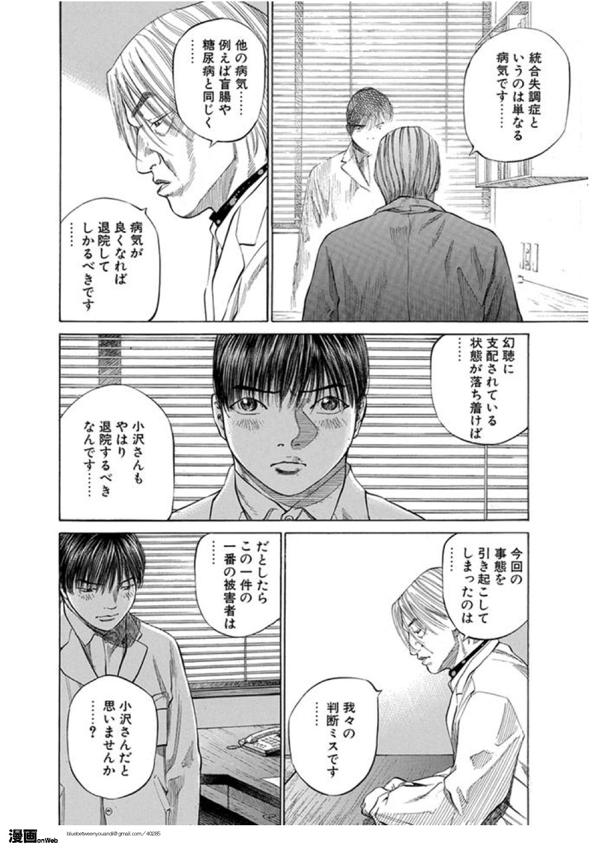 統合失調症と
いうのは単なる
病気です……
他の病気……
例えば盲腸や
糖尿病と同じく
……
病気が
良くなれば
退院して
しかるべきです
……
幻聴に
支配されている
状態が落ち着けば
……
小沢さんも
やはり
退院するべき
なんです……
今回の
事態を
引き起こして
しまったのは
……
我々の
判断ミスです
……
だとしたら
この一件の
一番の被害者は
……
小沢さんだと
思いませんか
……?
漫画onWeb
bluebetweenyouandi@gmail.com/40285